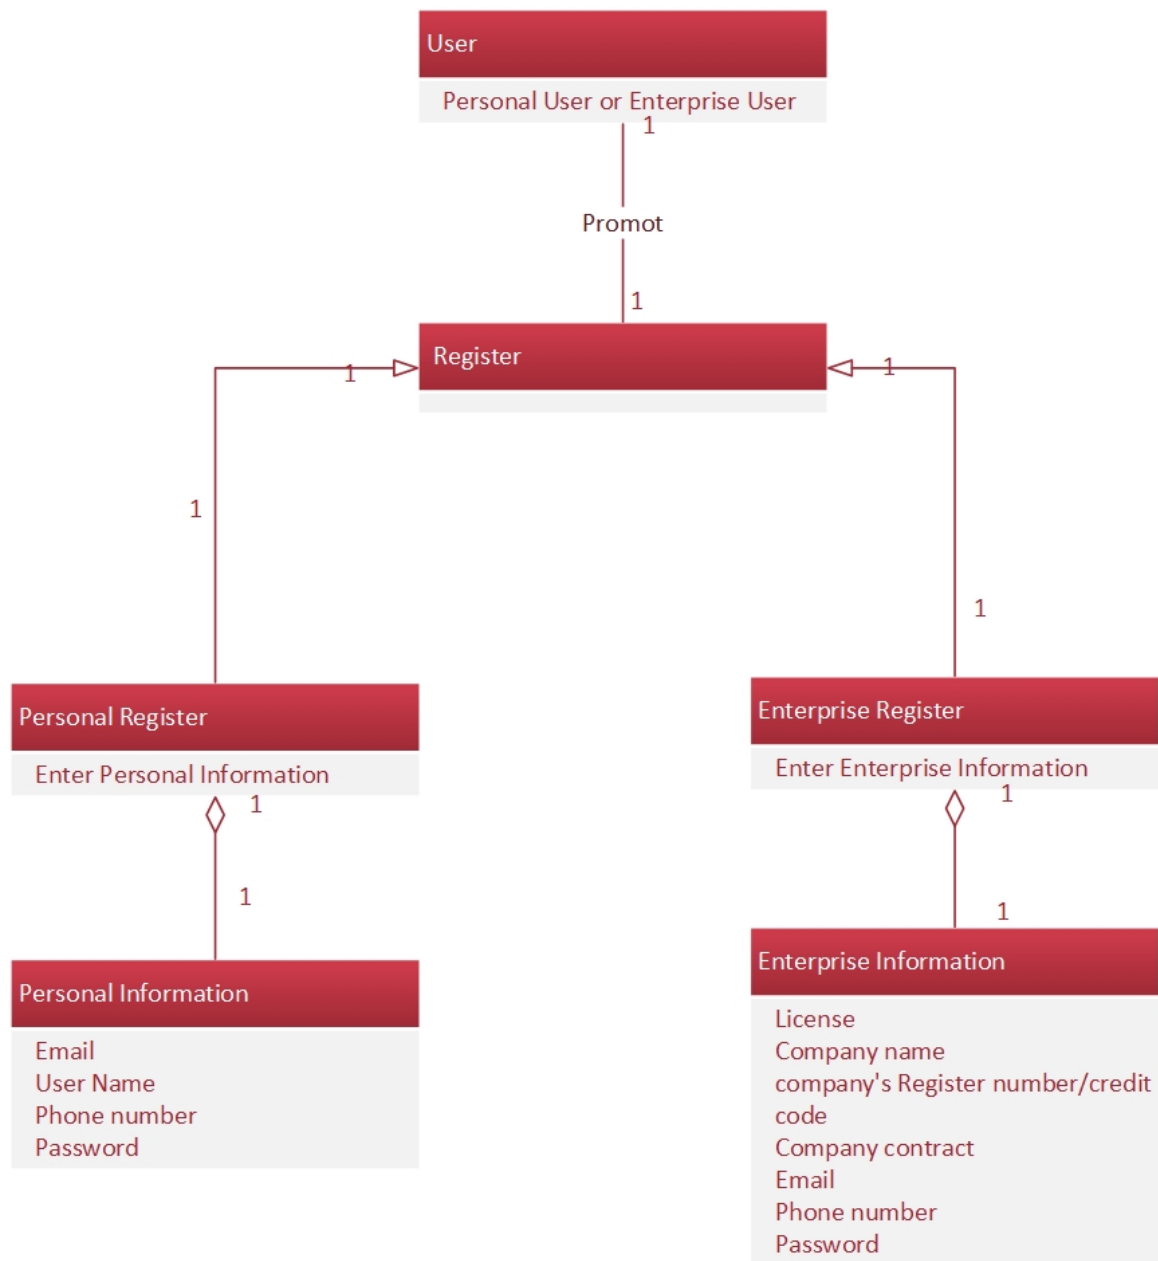 User
Personal User or Enterprise User
1
Promot
1
Register
1
1
1
1
Personal Register
Enter Personal Information
1
1
Personal Information
Email
User Name
Phone number
Password
Enterprise Register
Enter Enterprise Information
1
1
Enterprise Information
License
Company name
company's Register number/credit
code
Company contract
Email
Phone number
Password